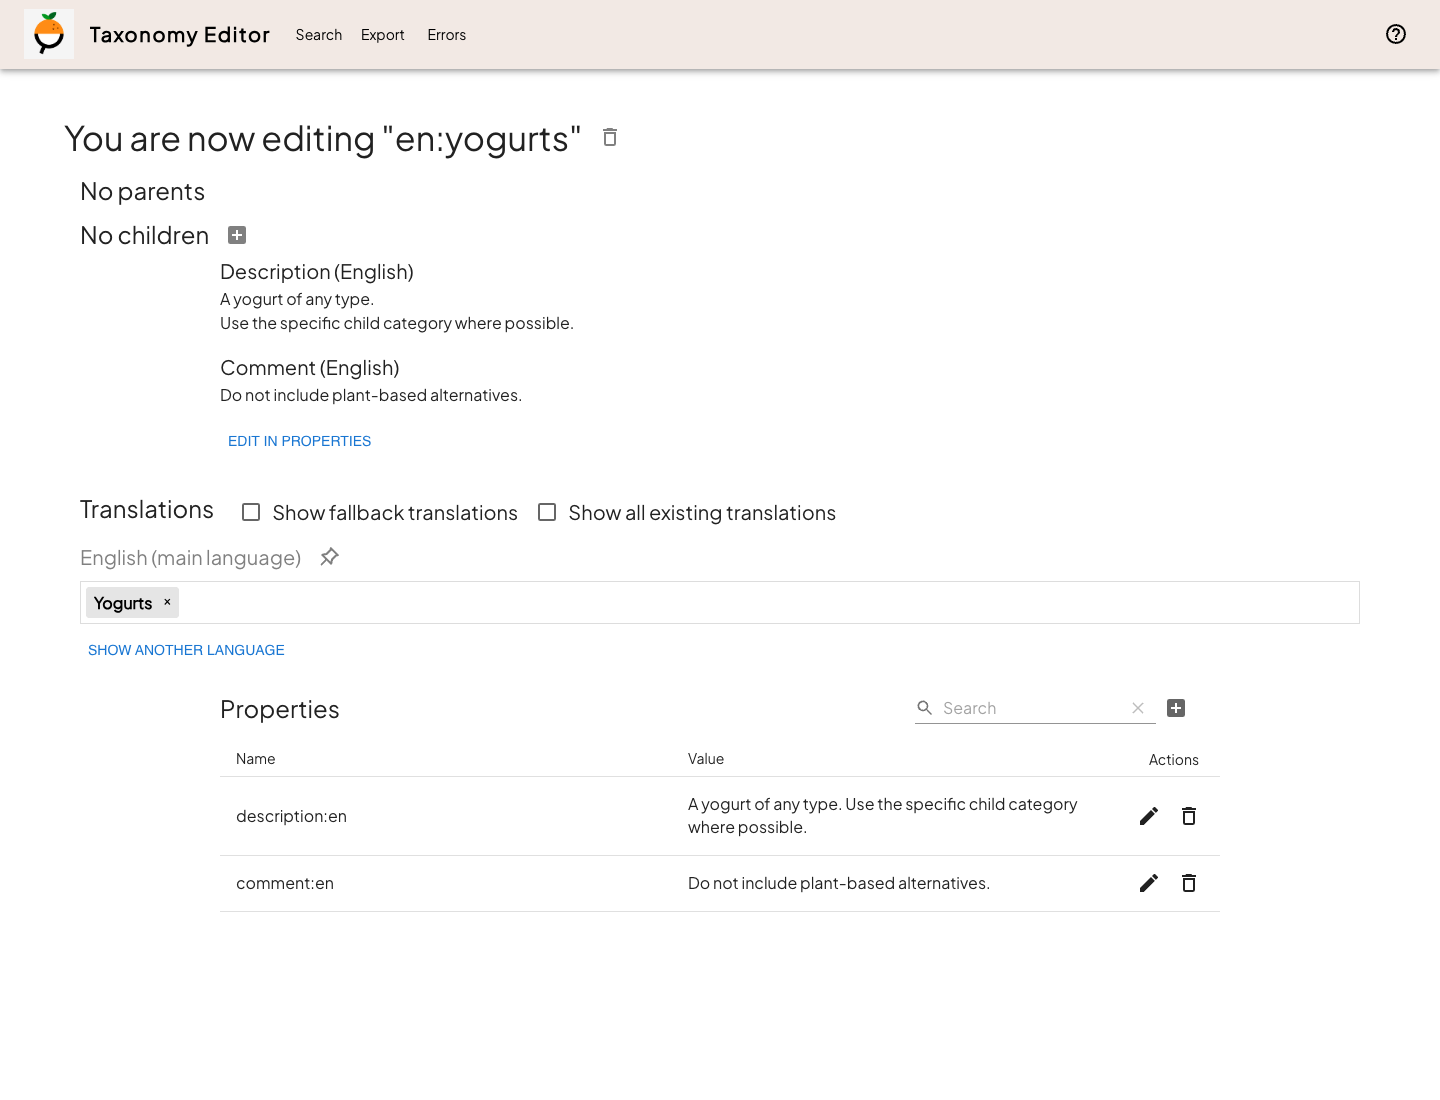 Taxonomy Editor Search Export Errors
You are now editing "en:yogurts"
No parents
No children
Description (English)
A yogurt of any type.
Use the specific child category where possible.
Comment (English)
Do not include plant-based alternatives.
EDIT IN PROPERTIES
Translations Show fallback translations Show all existing translations
English (main language)
Yogurts ×
SHOW ANOTHER LANGUAGE
Properties Search
Name Value Actions
description:en A yogurt of any type. Use the specific child category
where possible.
comment:en Do not include plant-based alternatives.